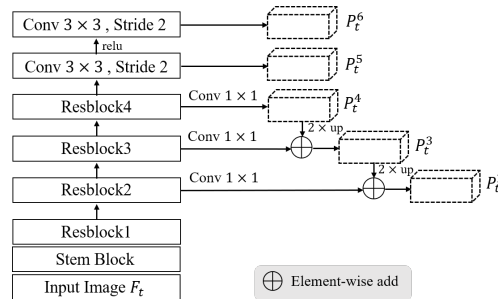 Conv 3 × 3 , Stride 2
P_t^6
relu
Conv 3 × 3 , Stride 2
P_t^5
Resblock4
Conv 1 × 1
P_t^4
2 × up
Resblock3
Conv 1 × 1
P_t^3
2 × up
Resblock2
Conv 1 × 1
P_t
Resblock1
Stem Block
Input Image F_t
Element-wise add